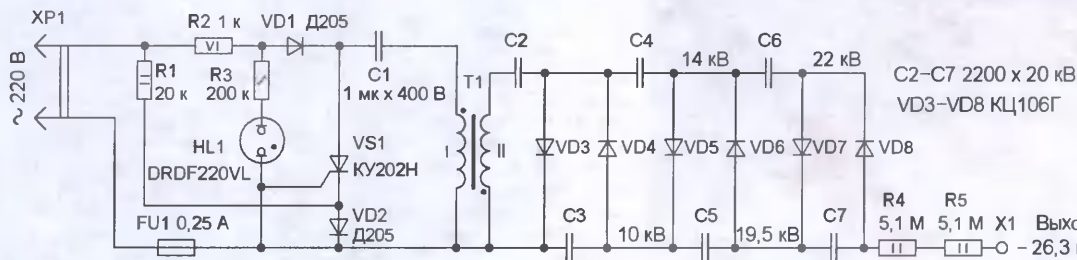 XP1
R2 1 к
VD1 Д205
VI
C1
1 мк х 400 В
R1
20 к
R3
200 к
~220 В
HL1
DRDF220VL
VS1
КУ202Н
VD2
Д205
FU1 0,25 А
T1
I
II
C2
C4
14 кВ
C6
22 кВ
C2–C7 2200 х 20 кВ
VD3–VD8 КЦ106Г
VD3
VD4
VD5
VD6
VD7
VD8
C3
10 кВ
C5
19,5 кВ
C7
R4
5,1 М
R5
5,1 М
X1
– 26,3